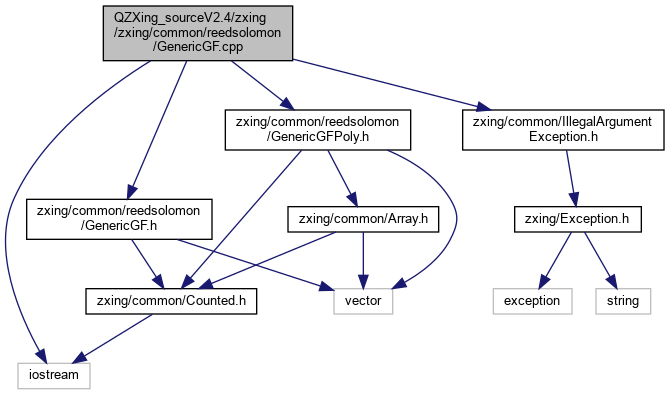 QZXing_sourceV2.4/zxing
/zxing/common/reedsolomon
/GenericGF.cpp
zxing/common/reedsolomon
/GenericGFPoly.h
zxing/common/IllegalArgument
Exception.h
zxing/common/reedsolomon
/GenericGF.h
zxing/common/Array.h
zxing/Exception.h
zxing/common/Counted.h
vector
exception
string
iostream